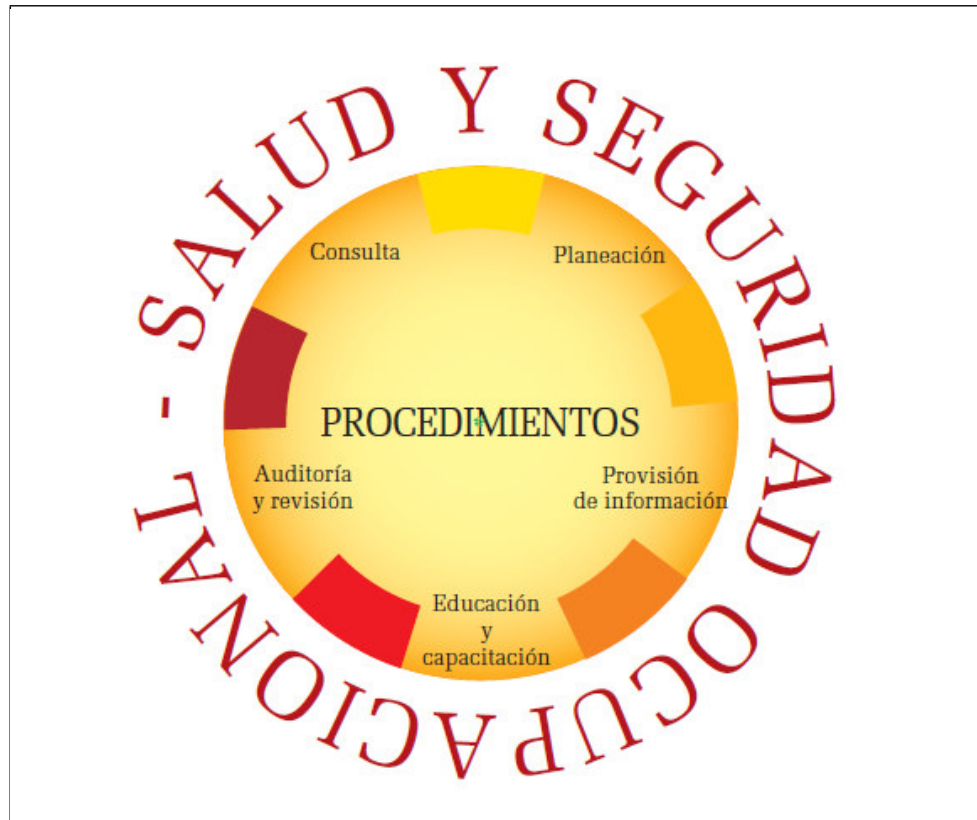 SALUD Y SEGURIDAD OCUPACIONAL -
Consulta
Planeación
PROCEDIMIENTOS
Auditoría
y revisión
Provisión
de información
Educación
y
capacitación